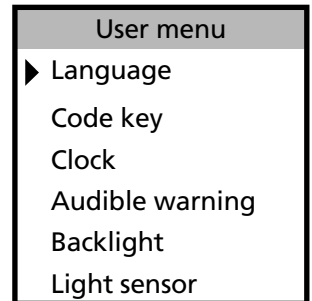 User menu
Language
Code key
Clock
Audible warning
Backlight
Light sensor